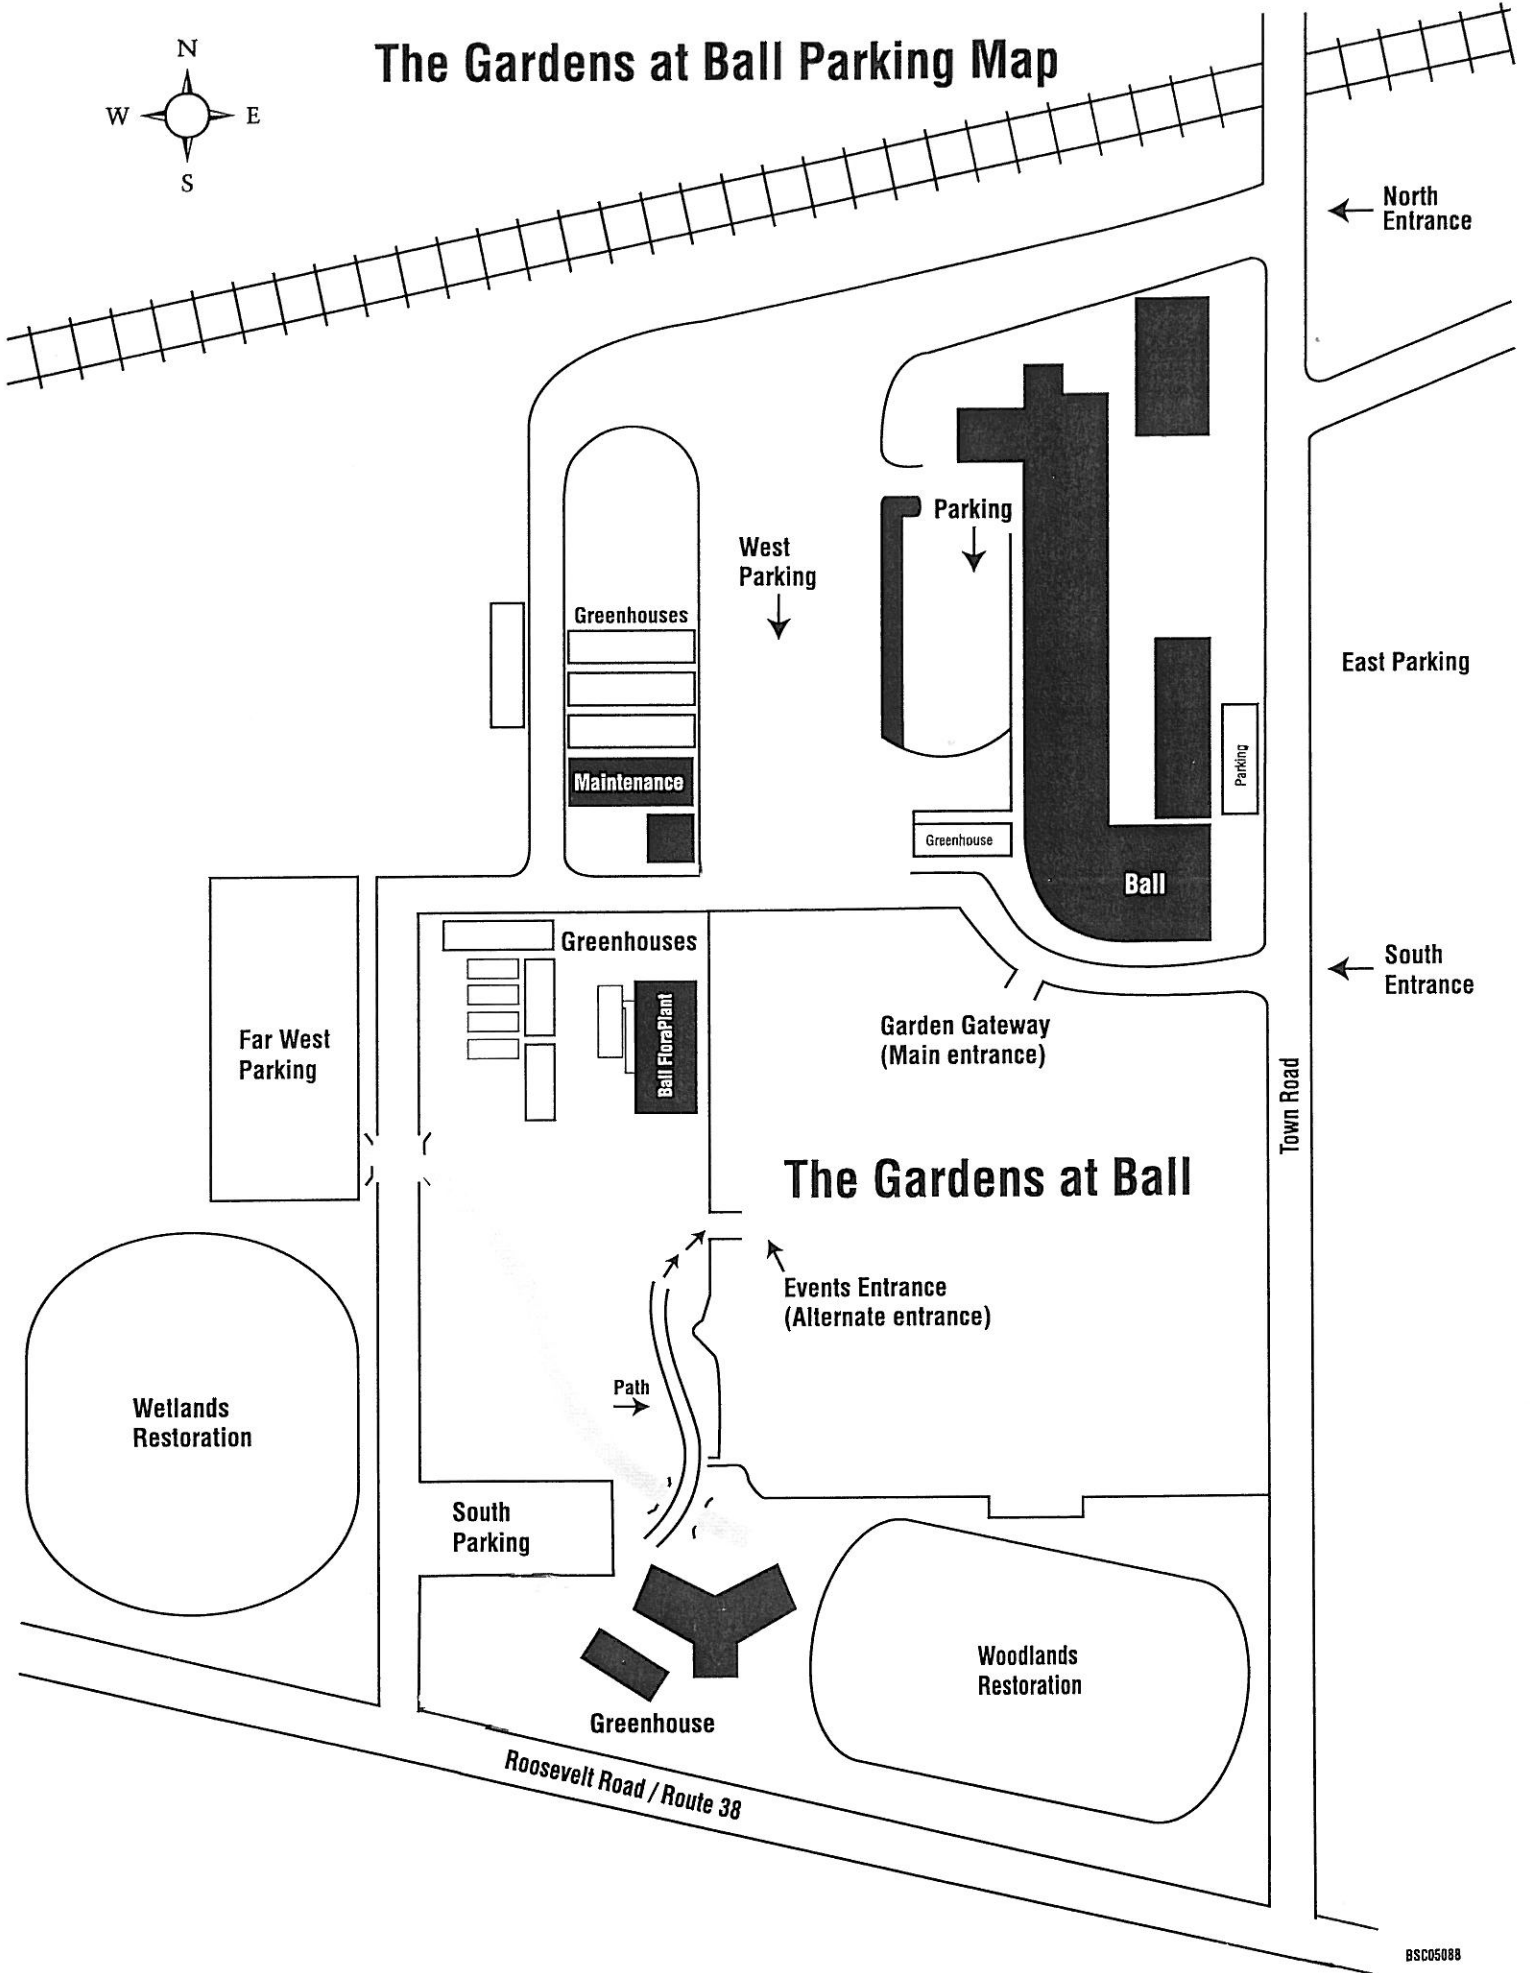 The Gardens at Ball Parking Map
N
W E
S
North
Entrance
Parking
West
Parking
Greenhouses
East Parking
Parking
Maintenance
Greenhouse
Ball
Greenhouses
South
Entrance
Ball FloraPlant
Garden Gateway
(Main entrance)
Far West
Parking
Town Road
The Gardens at Ball
Events Entrance
(Alternate entrance)
Path
Wetlands
Restoration
South
Parking
Woodlands
Restoration
Greenhouse
Roosevelt Road / Route 38
BSC05088